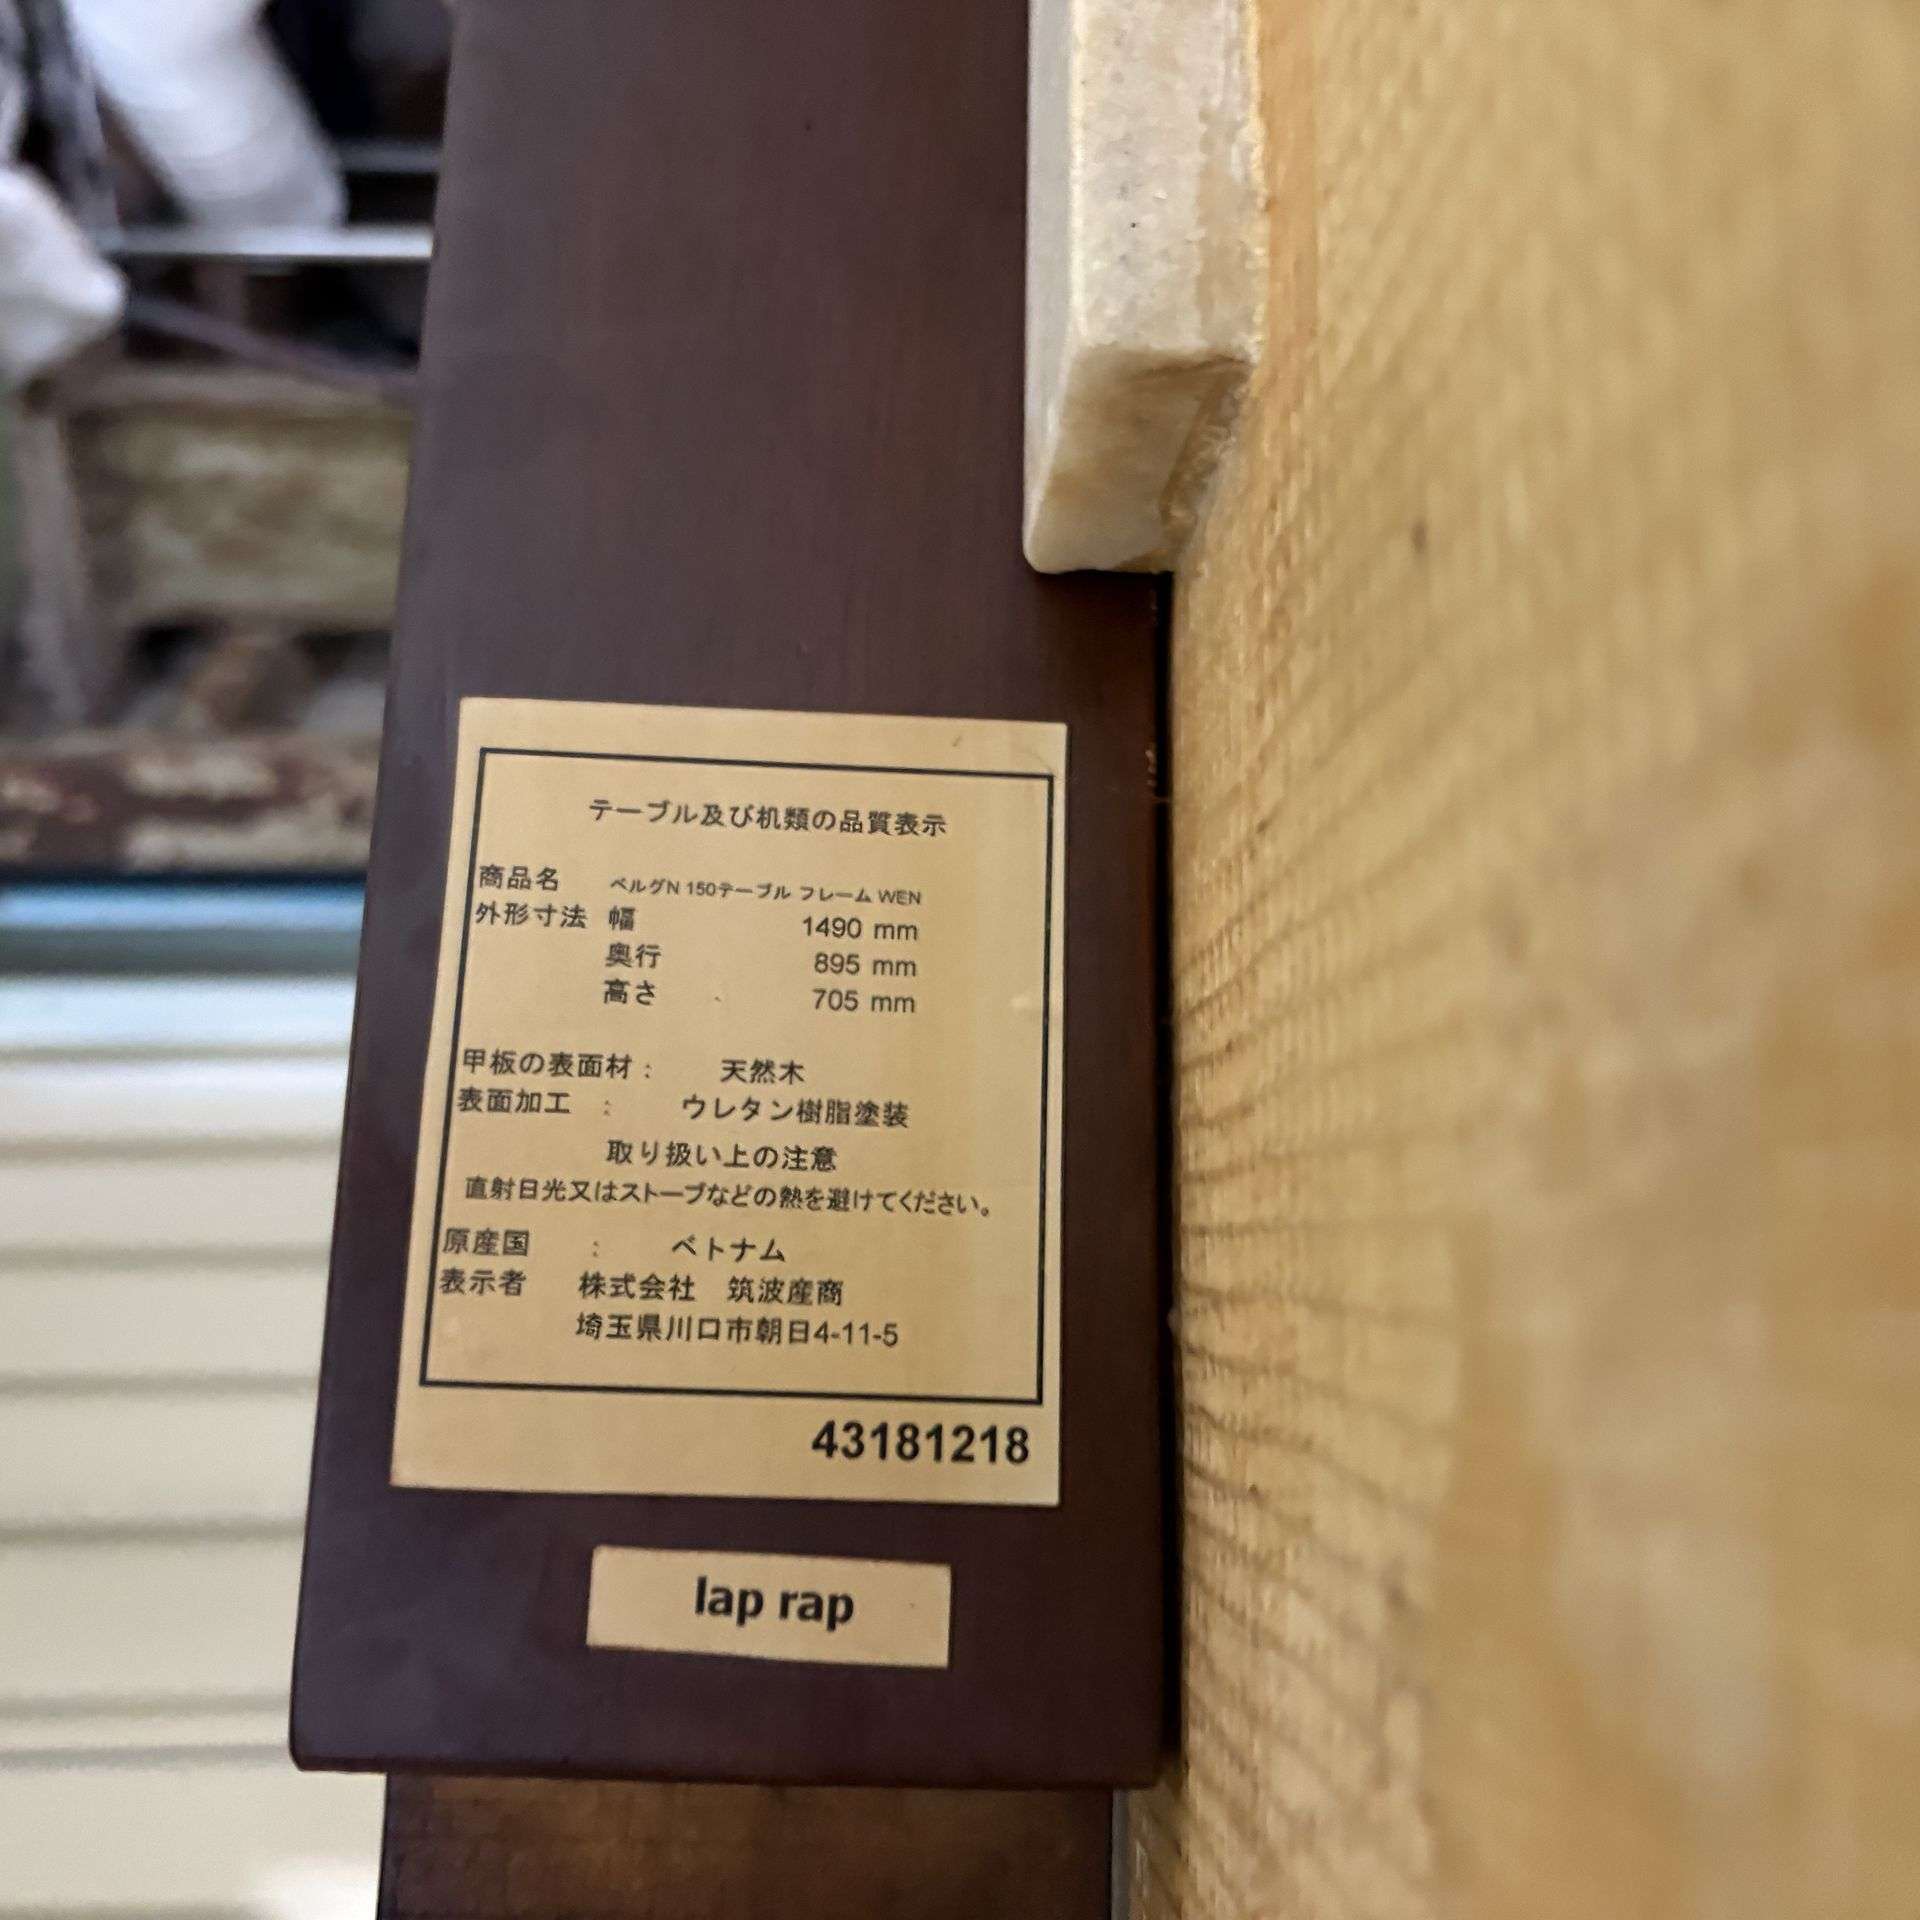 テーブル及び机類の品質表示
商品名 ベルグN 150テーブル フレーム WEN
外形寸法 幅 1490 mm
奥行 895 mm
高さ 705 mm
甲板の表面材： 天然木
表面加工 ： ウレタン樹脂塗装
取り扱い上の注意
直射日光又はストーブなどの熱を避けてください。
原産国 ： ベトナム
表示者 株式会社 筑波産商
埼玉県川口市朝日4-11-5
43181218
lap rap